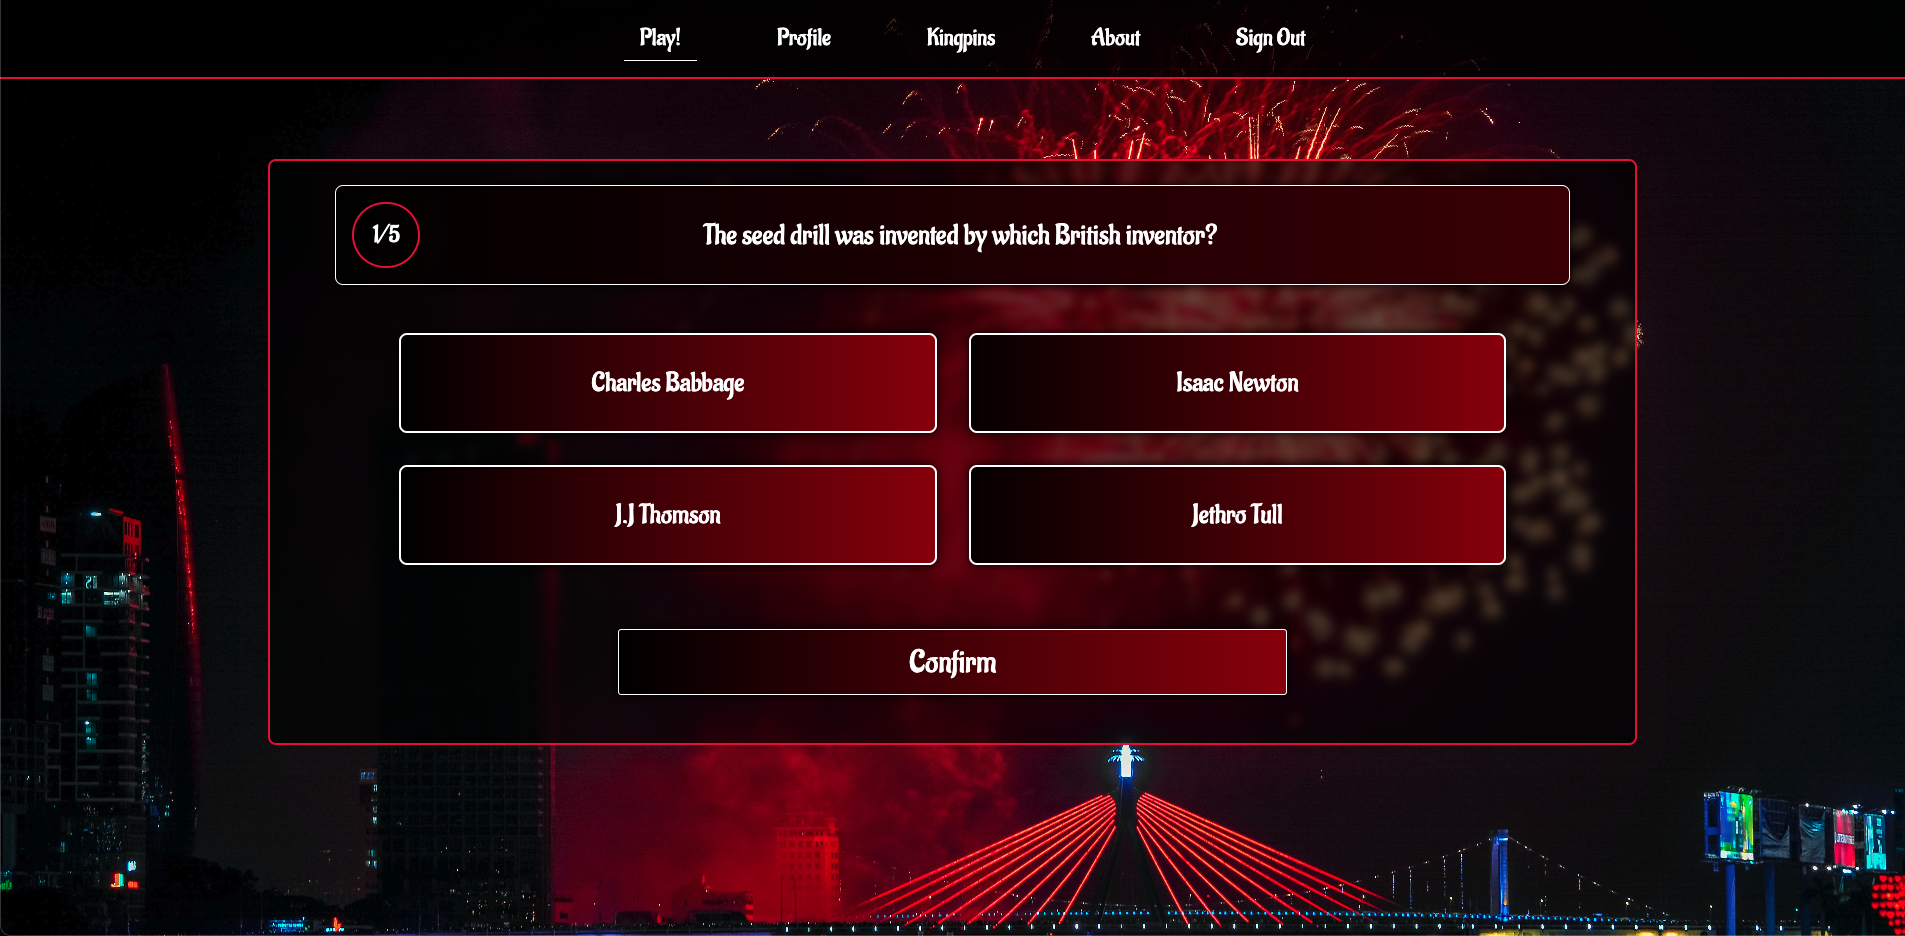 Play! Profile Kingpins About Sign Out
1/5 The seed drill was invented by which British inventor?
Charles Babbage Isaac Newton
J.J Thomson Jethro Tull
Confirm